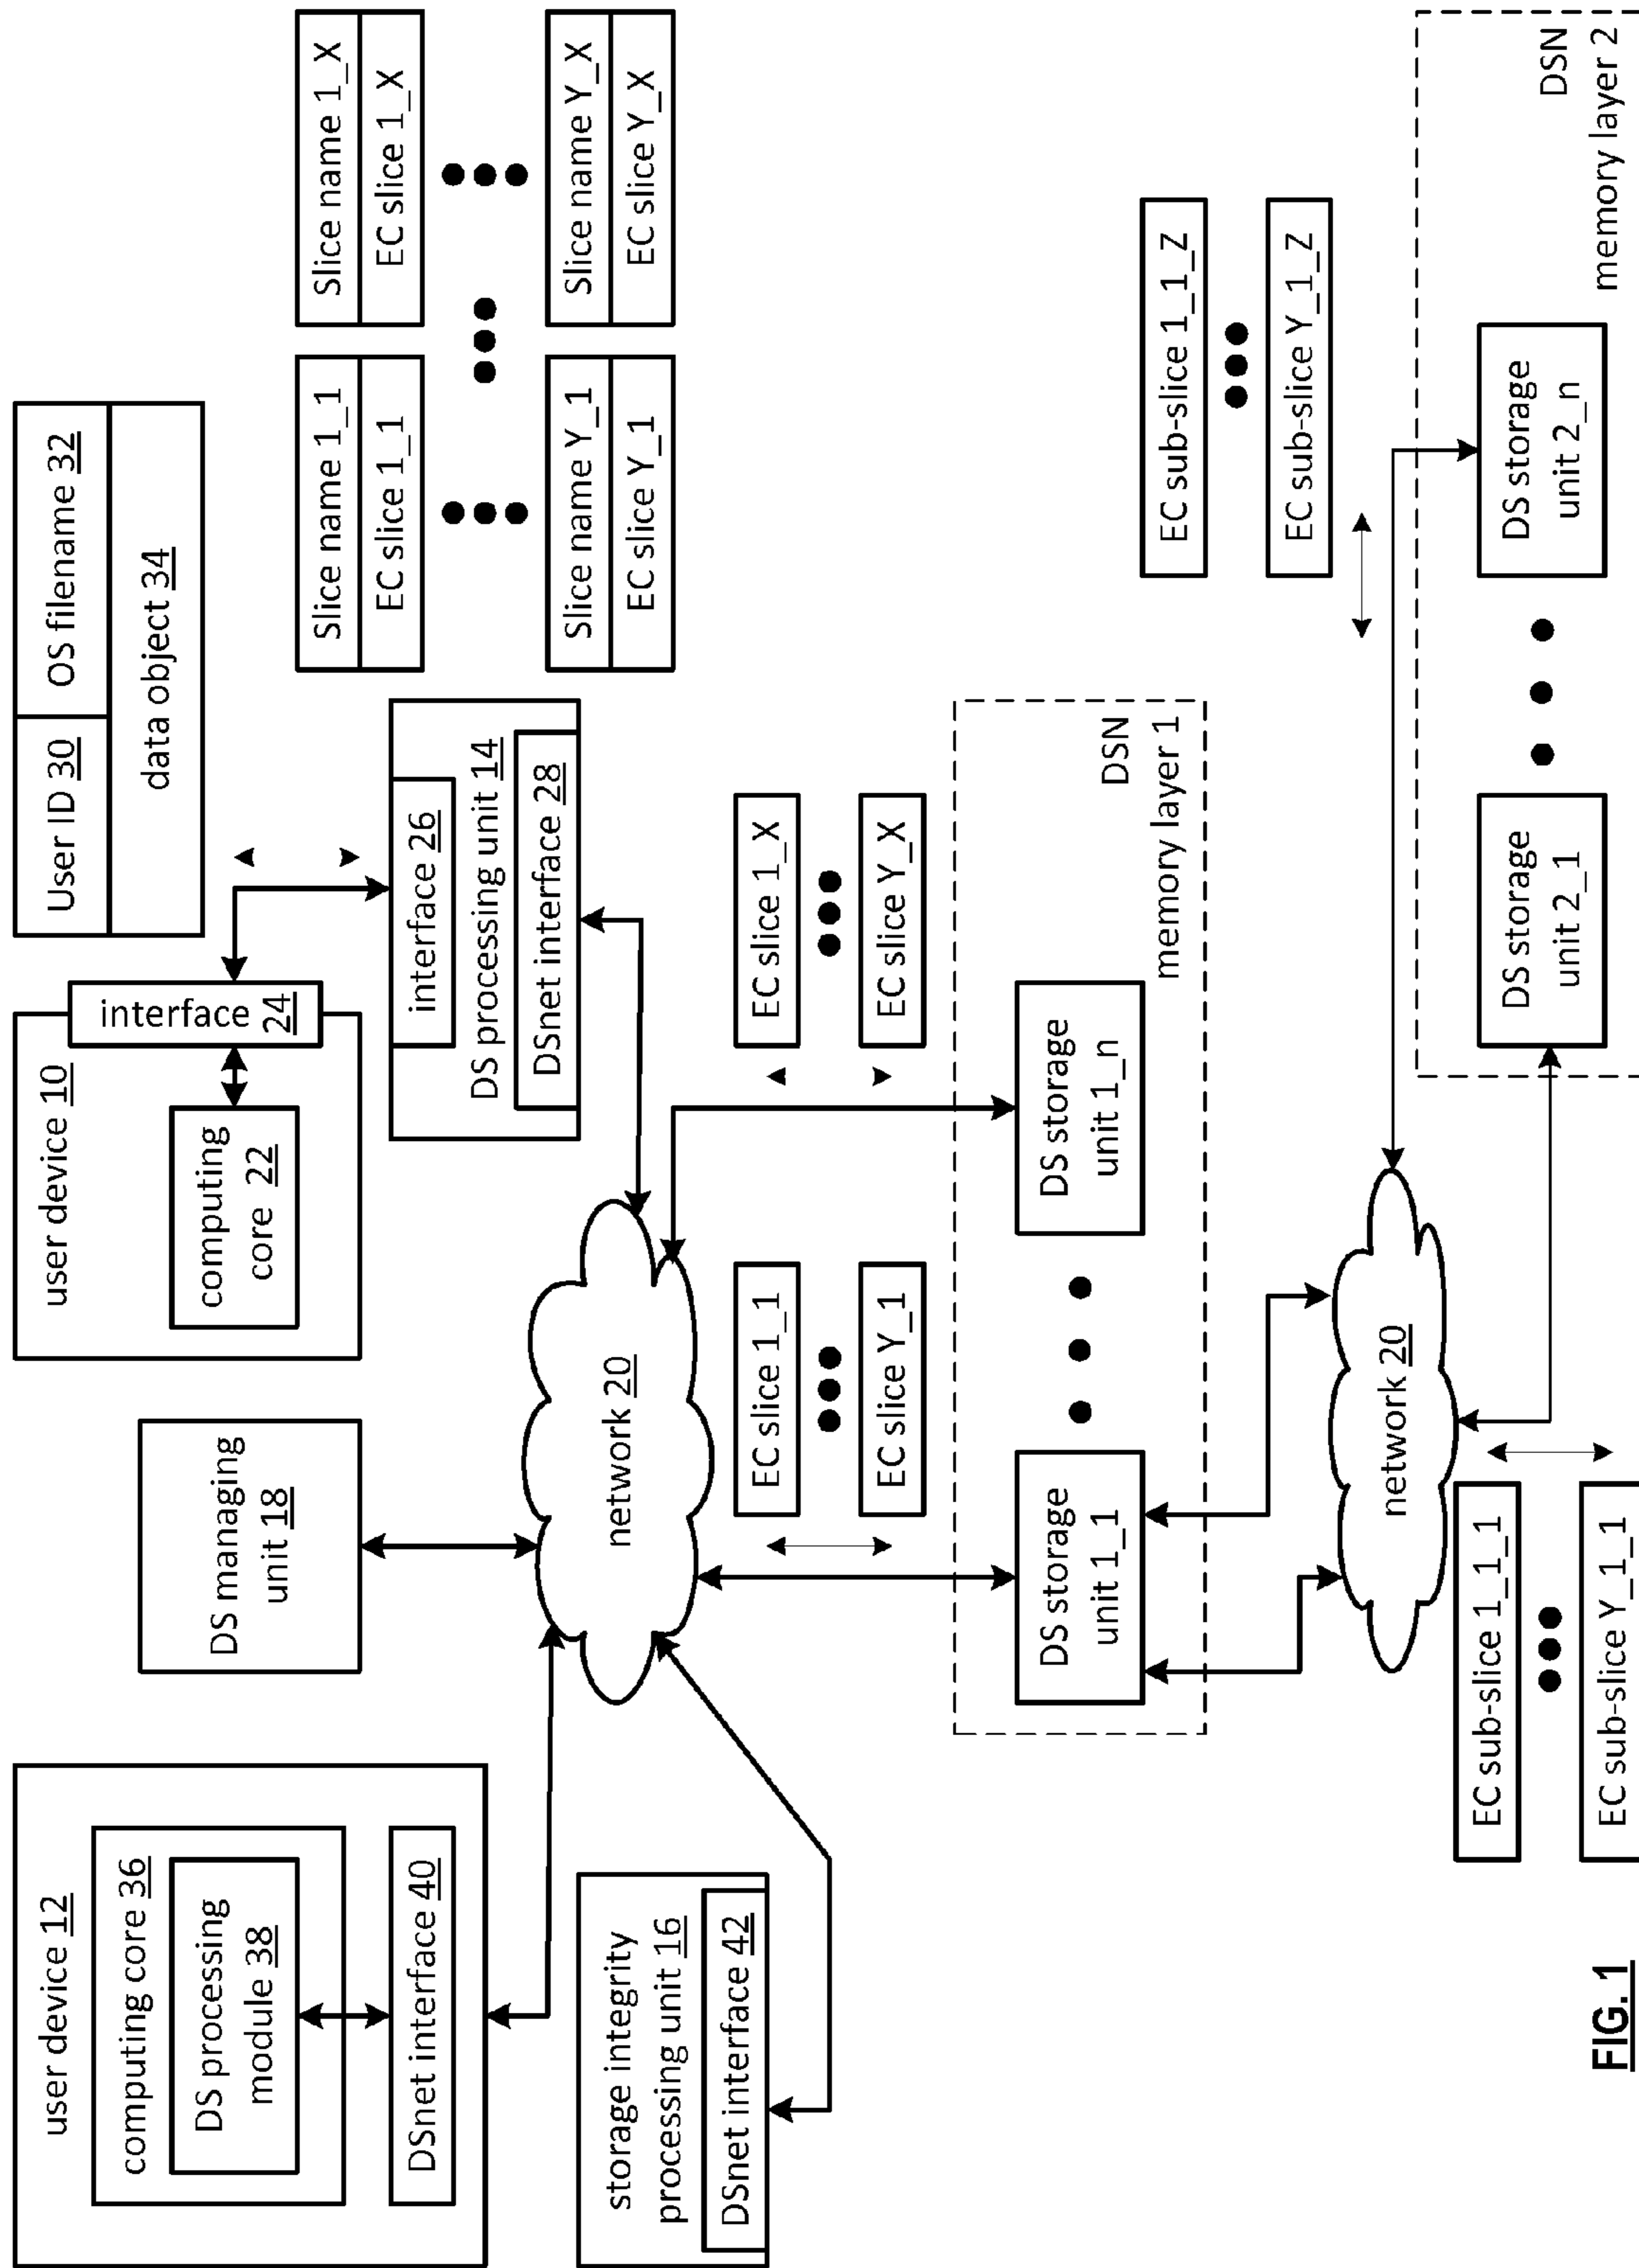 user device 12
computing core 36
DS processing
module 38
DSnet interface 40
DS managing
unit 18
user device 10
computing
core 22
interface 24
User ID 30
OS filename 32
data object 34
storage integrity
processing unit 16
DSnet interface 42
network 20
interface 26
DS processing unit 14
DSnet interface 28
Slice name 1_1
EC slice 1_1
Slice name 1_X
EC slice 1_X
Slice name Y_1
EC slice Y_1
Slice name Y_X
EC slice Y_X
EC slice 1_1
EC slice Y_1
EC slice 1_X
EC slice Y_X
DS storage
unit 1_1
DS storage
unit 1_n
DSN
memory layer 1
network 20
EC sub-slice 1_1_1
EC sub-slice Y_1_1
EC sub-slice 1_1_Z
EC sub-slice Y_1_Z
DS storage
unit 2_1
DS storage
unit 2_n
DSN
memory layer 2
FIG. 1